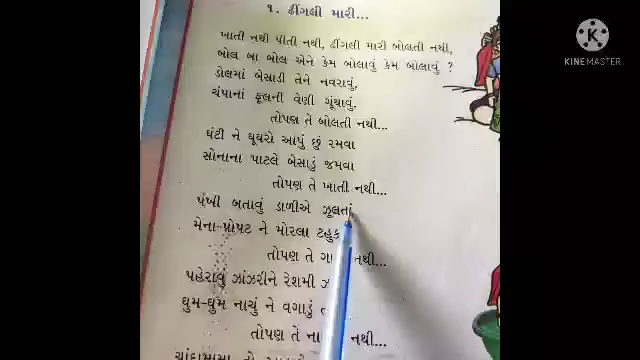 ૧. ઢીંગલી મારી...
ખાતી નથી પીતી નથી, ઢીંગલી મારી બોલતી નથી,
બોલ બા બોલ એને કેમ બોલાવું કેમ બોલાવું ?
ડોલમાં બેસાડી તેને નવરાવું,
ચંપાનાં ફૂલની વેણી ગૂંથાવું.
તોપણ તે બોલતી નથી...
ઘંટી ને ઘૂઘરો આપું છું રમવા
સોનાના પાટલે બેસાડું જમવા
તોપણ તે ખાતી નથી...
પંખી બતાવું ડાળીએ ઝૂલતાં
મેના-પોપટ ને મોરલા ટહુક
તોપણ તે નથી...
પહેરાવું ઝાંઝરીને રેશમી
ઘુમ-ઘુમ નાચું ને વગાડું
તોપણ તે ના નથી...
KINEMASTER